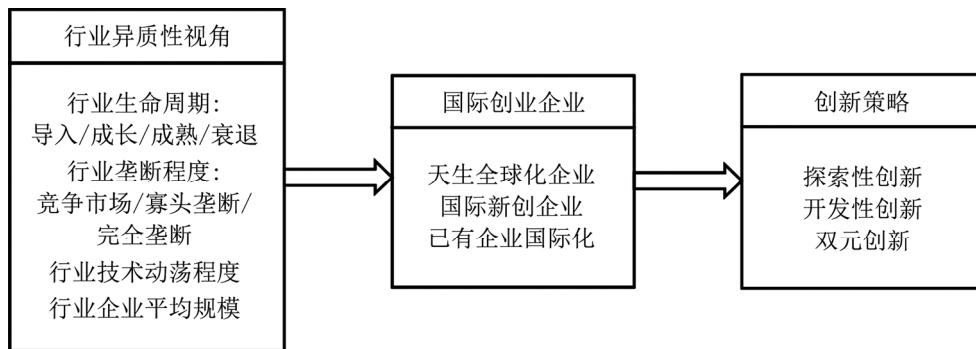 行业异质性视角
行业生命周期:
导入/成长/成熟/衰退
行业垄断程度:
竞争市场/寡头垄断/
完全垄断
行业技术动荡程度
行业企业平均规模
国际创业企业
天生全球化企业
国际新创企业
已有企业国际化
创新策略
探索性创新
开发性创新
双元创新